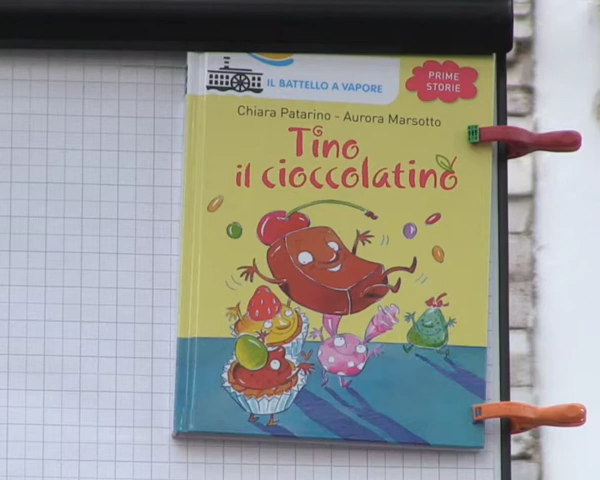 IL BATTELLO A VAPORE
PRIME
STORIE
Chiara Patarino - Aurora Marsotto
Tino
il cioccolatino